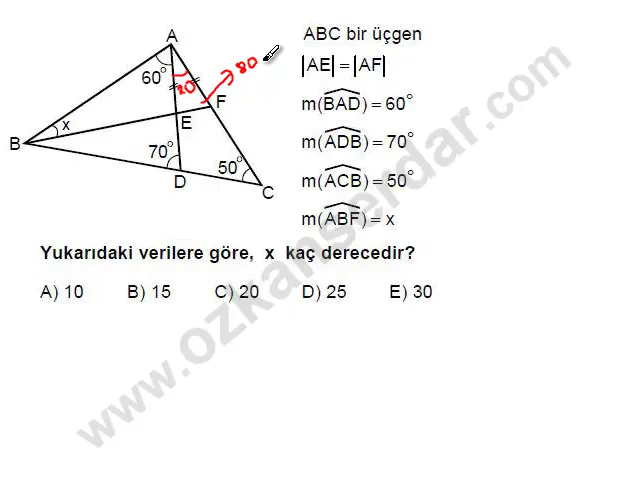 ABC bir üçgen
|AE| = |AF|
m(BAD) = 60°
m(ADB) = 70°
m(ACB) = 50°
m(ABF) = x
A
60°
20
80
F
x
E
B
70°
50°
D
C
Yukarıdaki verilere göre, x kaç derecedir?
A) 10 B) 15 C) 20 D) 25 E) 30
www.ozkanserdar.com